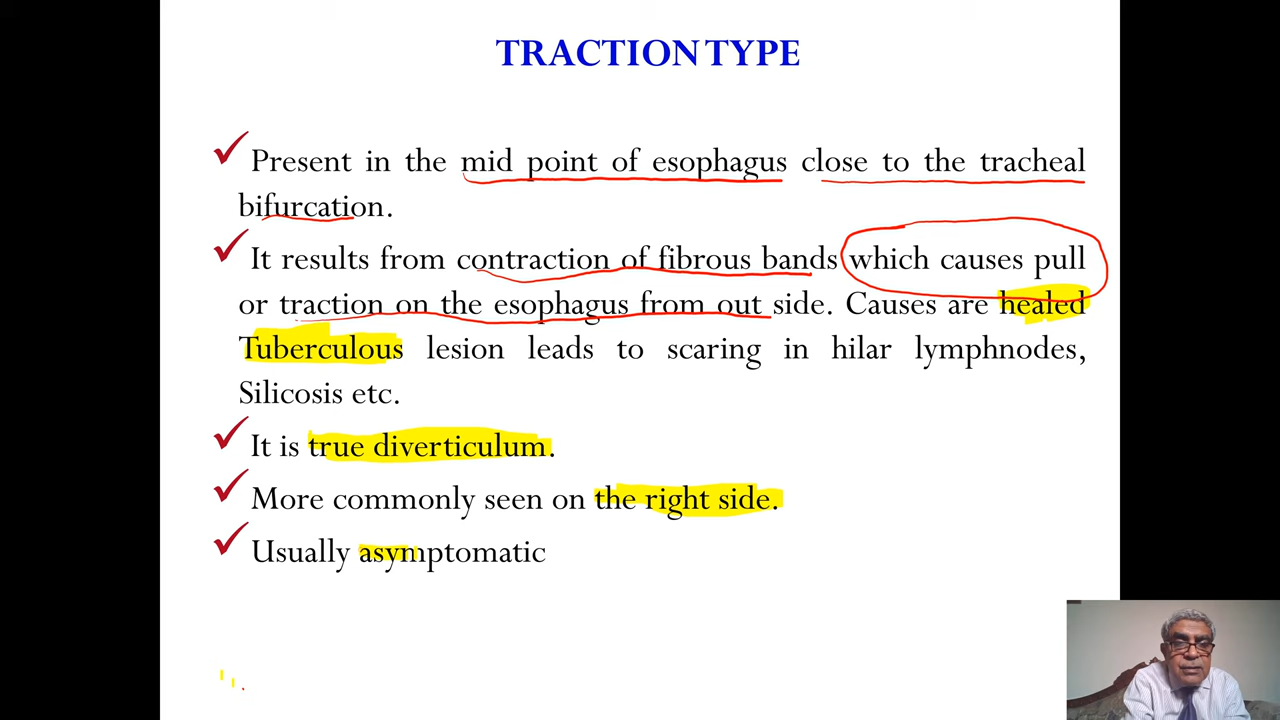 TRACTION TYPE
Present in the mid point of esophagus close to the tracheal
bifurcation.
It results from contraction of fibrous bands which causes pull
or traction on the esophagus from out side. Causes are healed
Tuberculous lesion leads to scaring in hilar lymphnodes,
Silicosis etc.
It is true diverticulum.
More commonly seen on the right side.
Usually asymptomatic